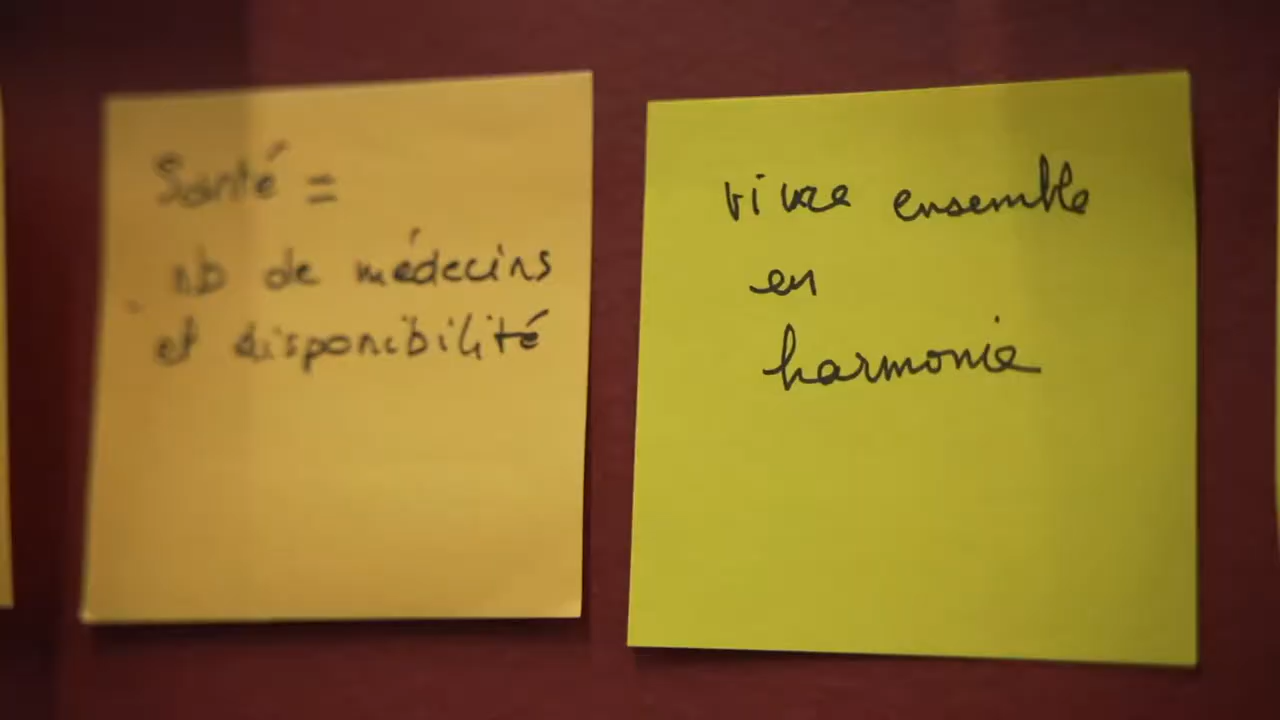 Santé =
nb de médecins
et disponibilité
vivre ensemble
en
harmonie